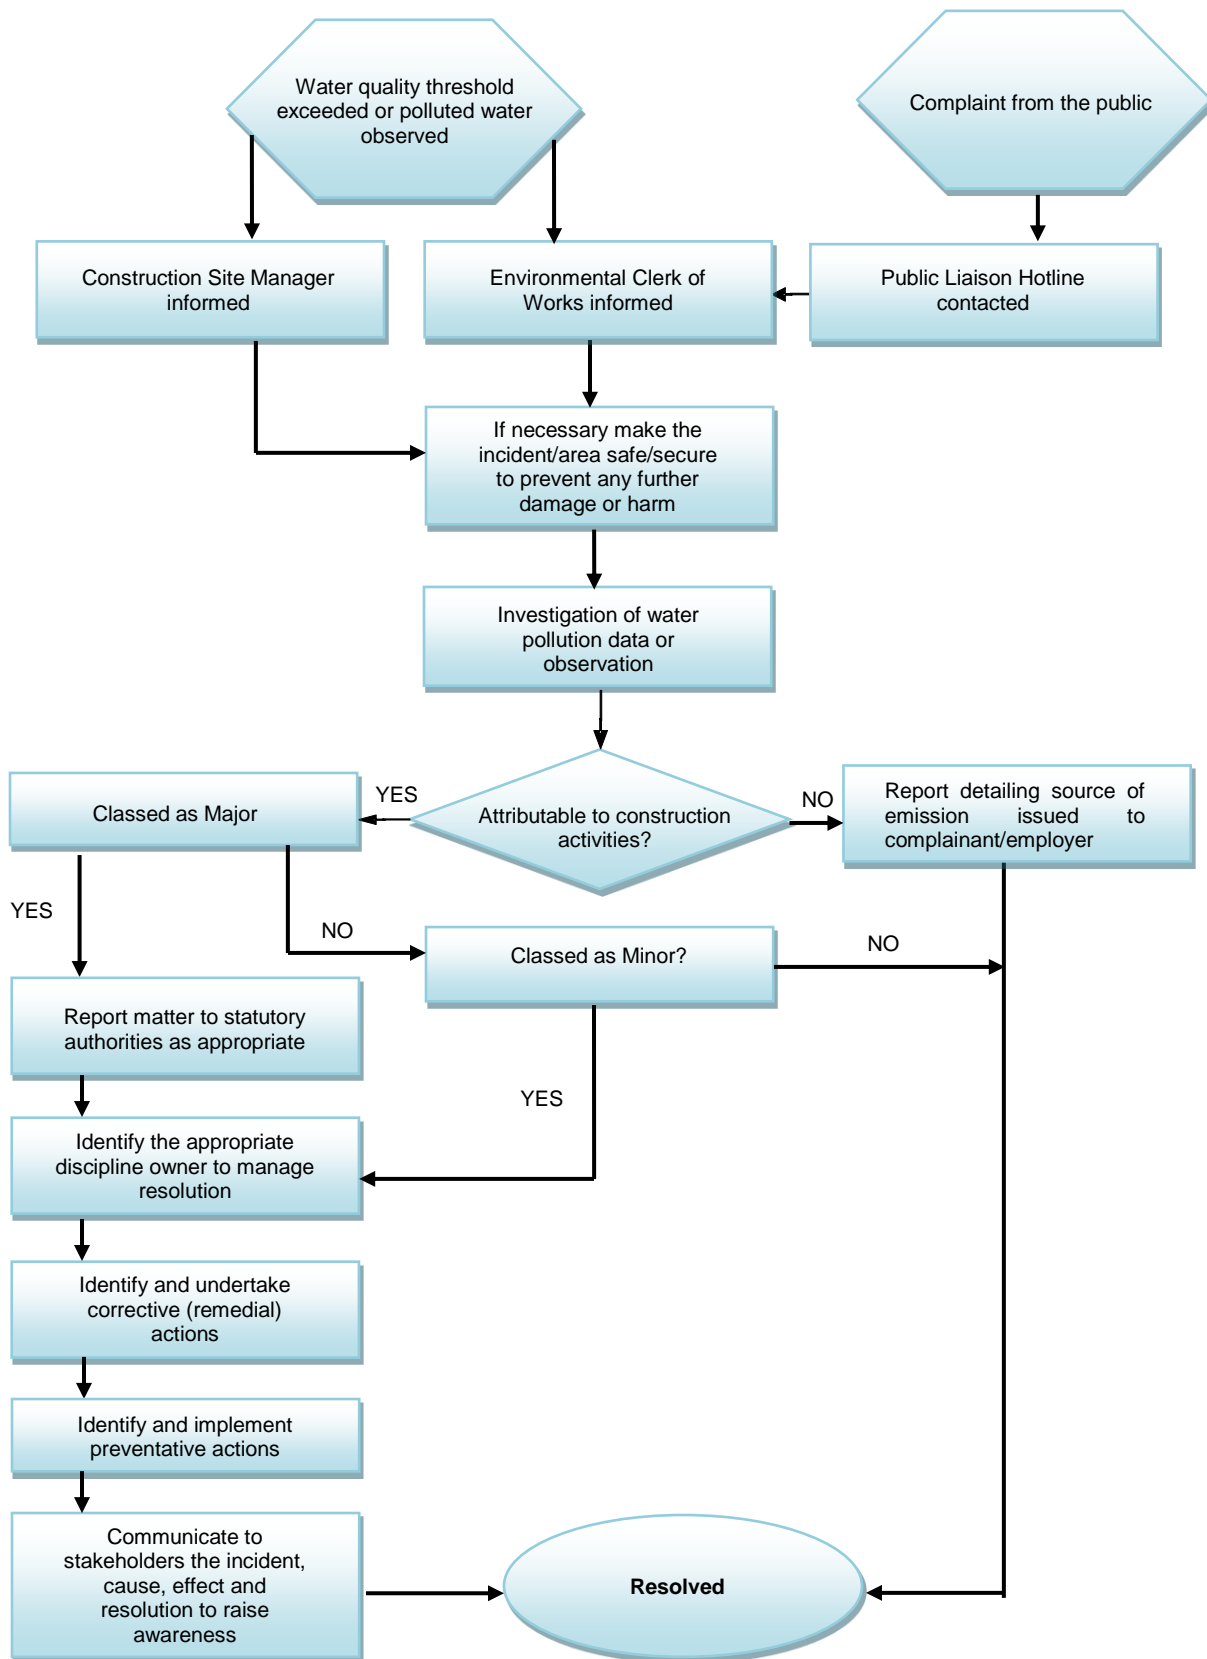 Water quality threshold
exceeded or polluted water
observed
Complaint from the public
Construction Site Manager
informed
Environmental Clerk of
Works informed
Public Liaison Hotline
contacted
If necessary make the
incident/area safe/secure
to prevent any further
damage or harm
Investigation of water
pollution data or
observation
Attributable to construction
activities?
YES
NO
Classed as Major
Report detailing source of
emission issued to
complainant/employer
YES
NO
Classed as Minor?
NO
Report matter to statutory
authorities as appropriate
YES
Identify the appropriate
discipline owner to manage
resolution
Identify and undertake
corrective (remedial)
actions
Identify and implement
preventative actions
Communicate to
stakeholders the incident,
cause, effect and
resolution to raise
awareness
Resolved